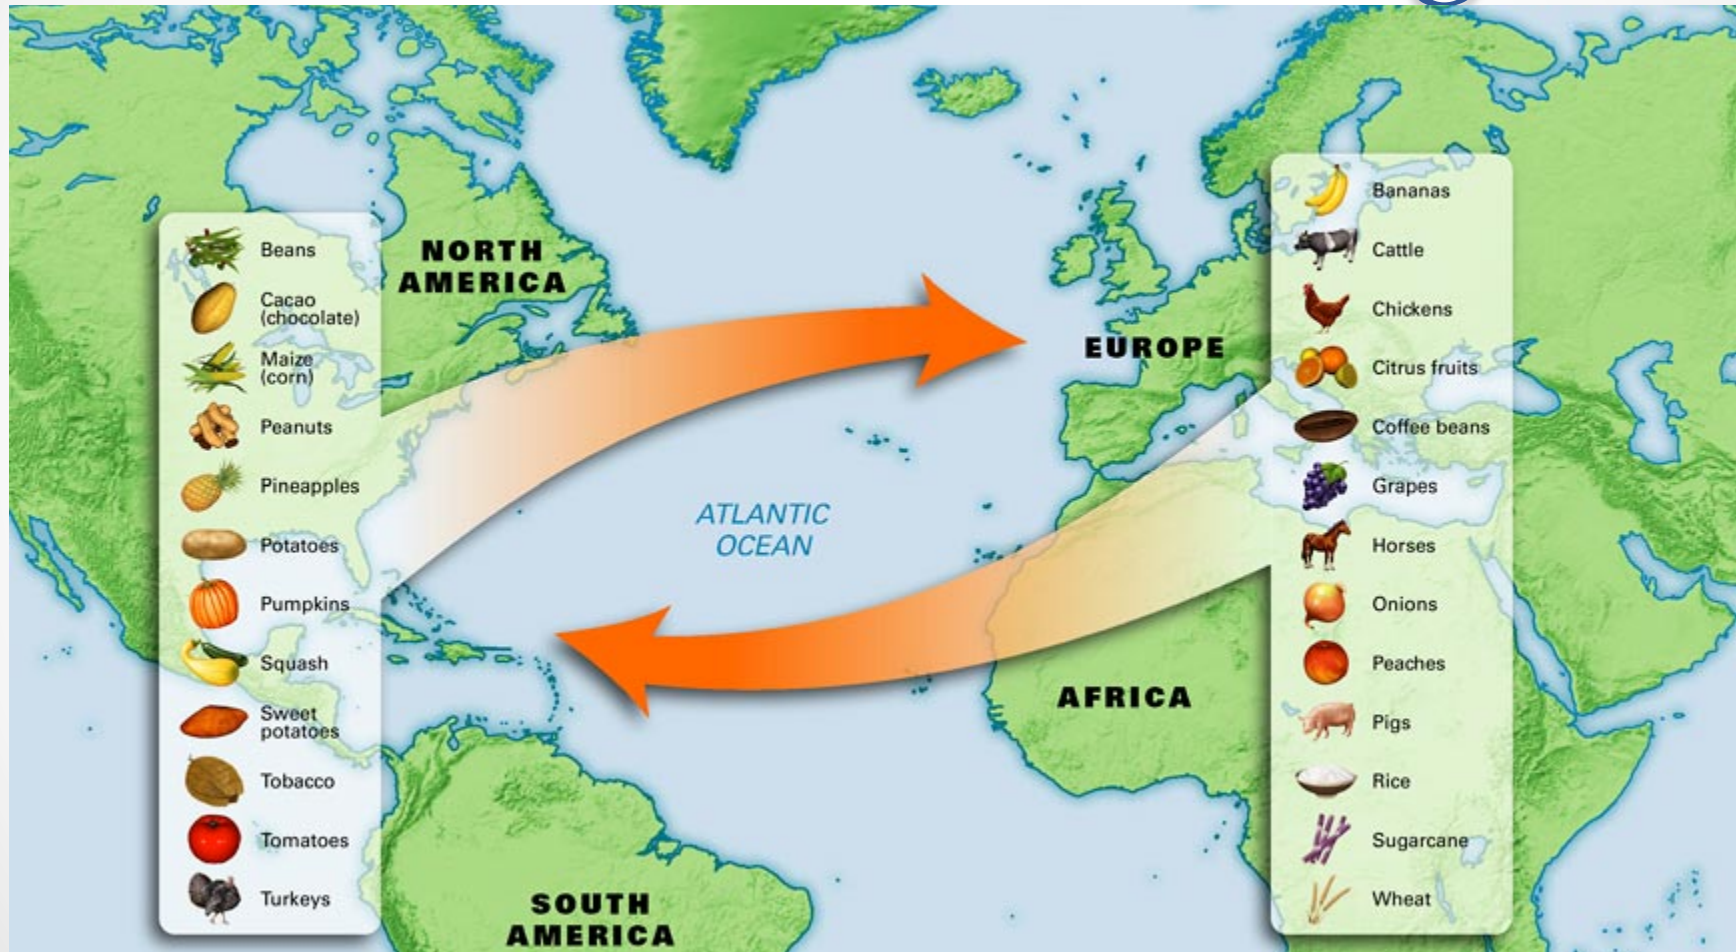 Beans
Cacao
(chocolate)
Maize
(corn)
Peanuts
Pineapples
Potatoes
Pumpkins
Squash
Sweet
potatoes
Tobacco
Tomatoes
Turkeys
NORTH
AMERICA
EUROPE
ATLANTIC
OCEAN
AFRICA
SOUTH
AMERICA
Bananas
Cattle
Chickens
Citrus fruits
Coffee beans
Grapes
Horses
Onions
Peaches
Pigs
Rice
Sugarcane
Wheat